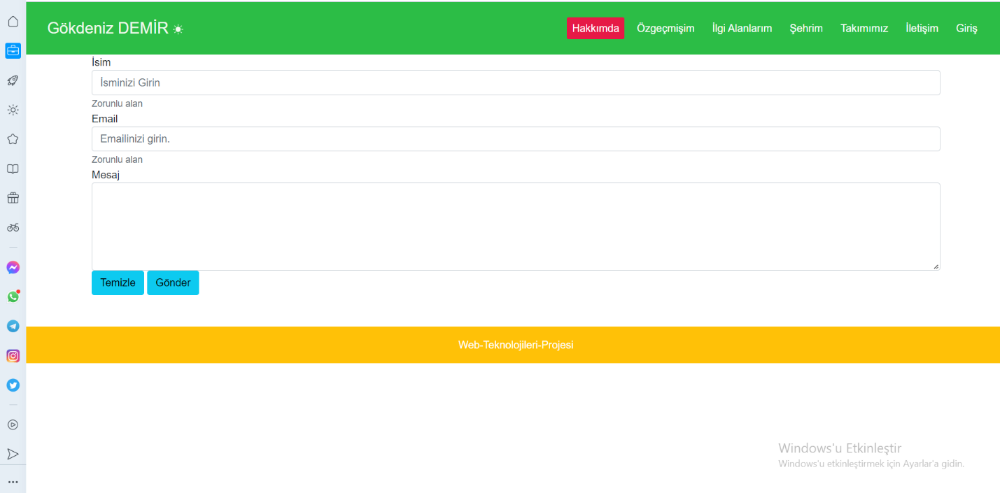 Gökdeniz DEMİR
Hakkımda Özgeçmişim İlgi Alanlarım Şehrim Takımımız İletişim Giriş
İsim
İsminizi Girin
Zorunlu alan
Email
Emailinizi girin.
Zorunlu alan
Mesaj
Temizle Gönder
Web-Teknolojileri-Projesi
Windows'u Etkinleştir
Windows'u etkinleştirmek için Ayarlar'a gidin.